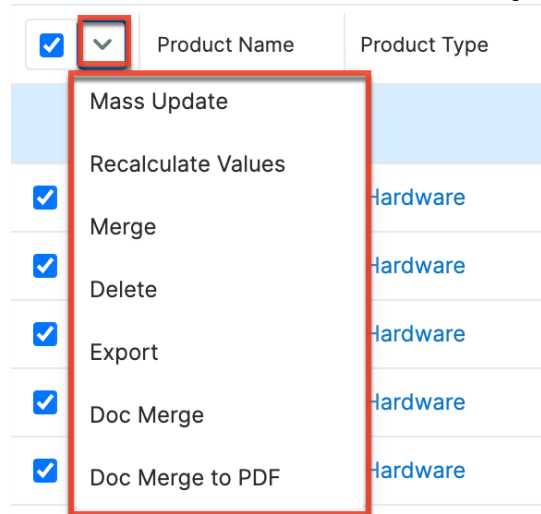 Product Name
Product Type
Mass Update
Recalculate Values
Hardware
Merge
Hardware
Delete
Hardware
Export
Hardware
Doc Merge
Hardware
Doc Merge to PDF